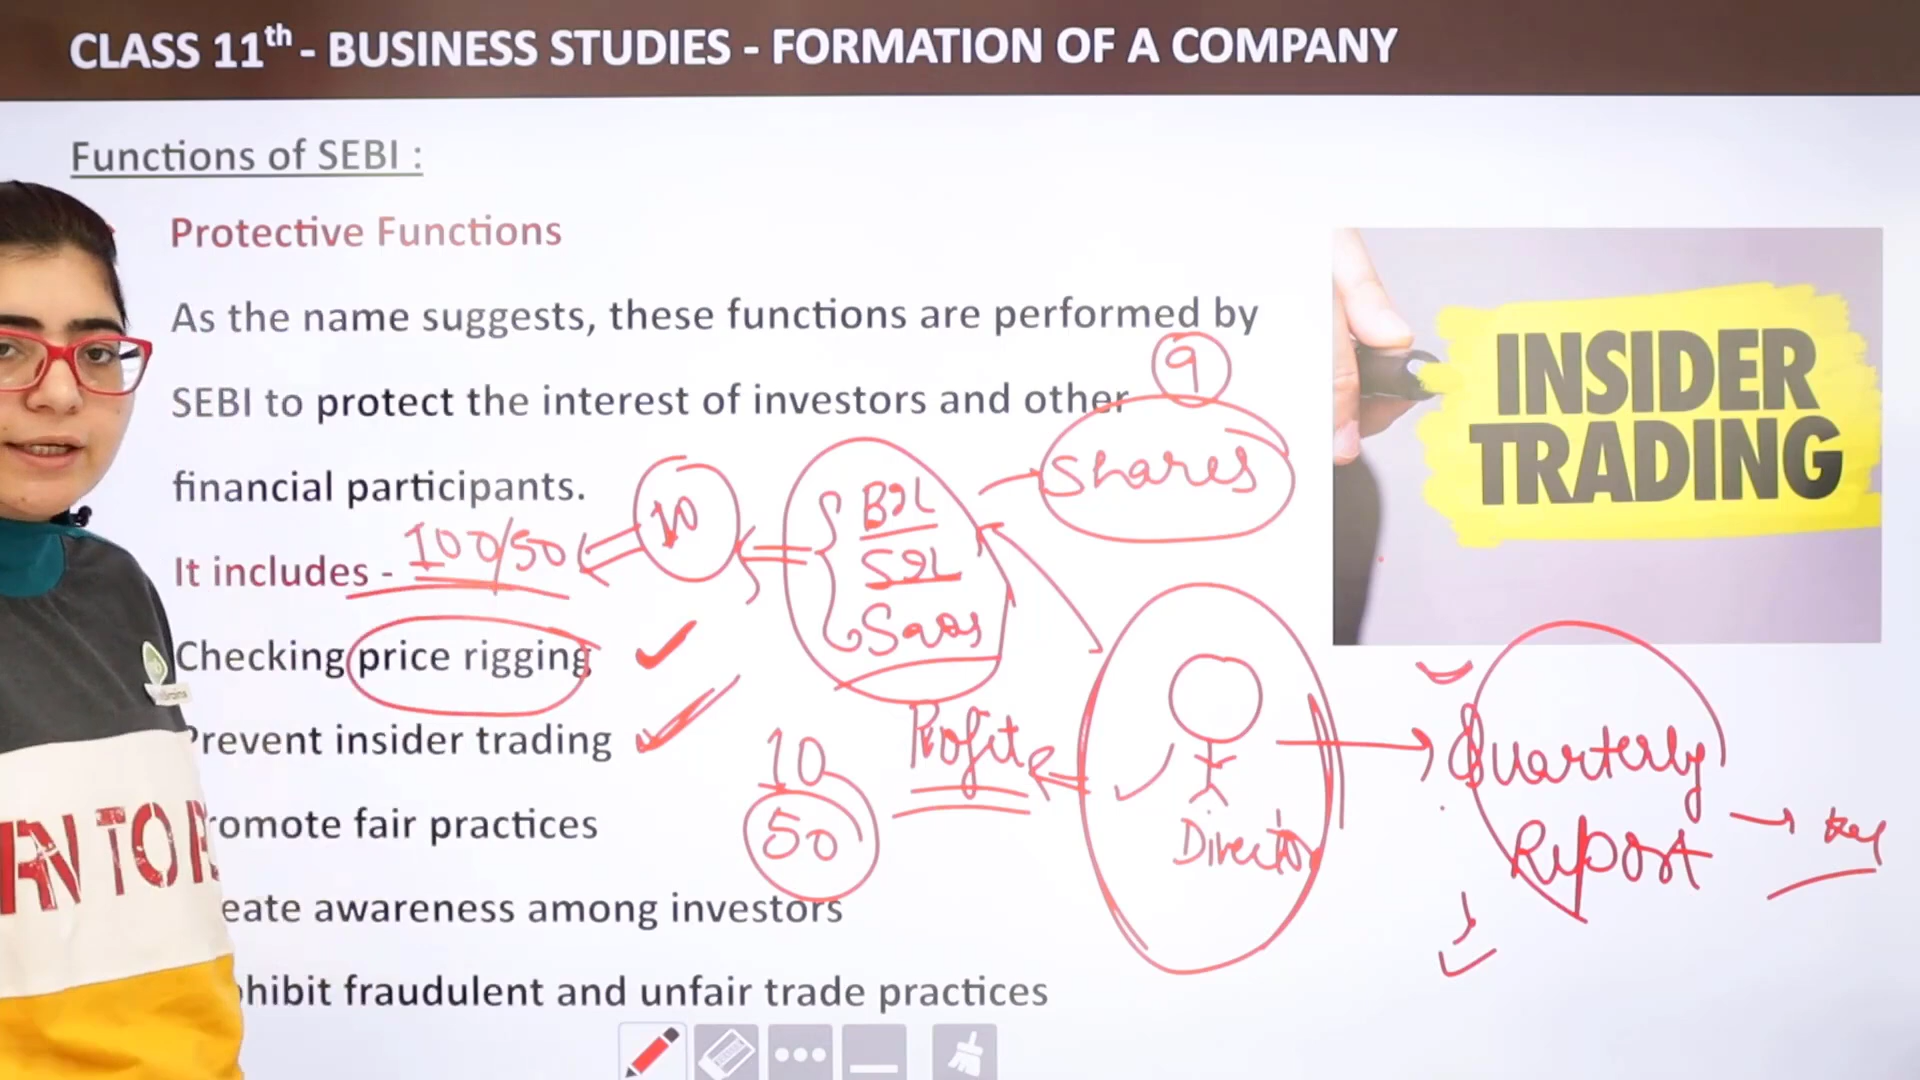 CLASS 11th - BUSINESS STUDIES - FORMATION OF A COMPANY
Functions of SEBI :
Protective Functions
As the name suggests, these functions are performed by
SEBI to protect the interest of investors and other
financial participants.
It includes -
Checking price rigging
revent insider trading
romote fair practices
eate awareness among investors
hibit fraudulent and unfair trade practices
INSIDER
TRADING
9
Shares
10
100/50
Profit
10
50
Director
Quarterly
Report